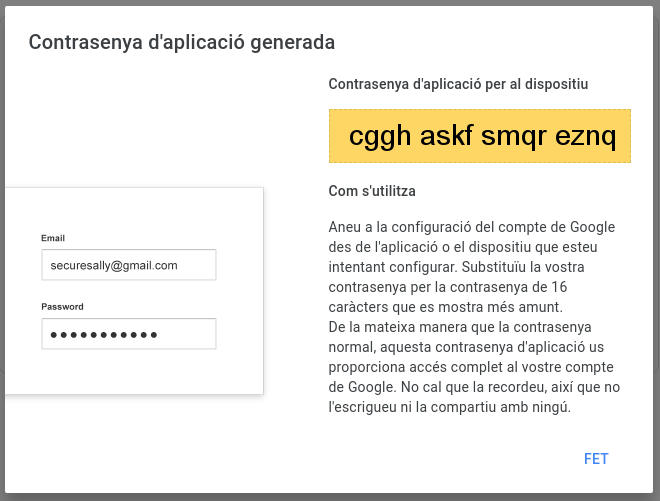 Contrasenya d'aplicació generada
Contrasenya d'aplicació per al dispositiu
cggh askf smqr eznq
Com s'utilitza
Email
securesally@gmail.com
Password
Aneu a la configuració del compte de Google
des de l'aplicació o el dispositiu que esteu
intentant configurar. Substituïu la vostra
contrasenya per la contrasenya de 16
caràcters que es mostra més amunt.
De la mateixa manera que la contrasenya
normal, aquesta contrasenya d'aplicació us
proporciona accés complet al vostre compte
de Google. No cal que la recordeu, així que no
l'escrigueu ni la compartiu amb ningú.
FET